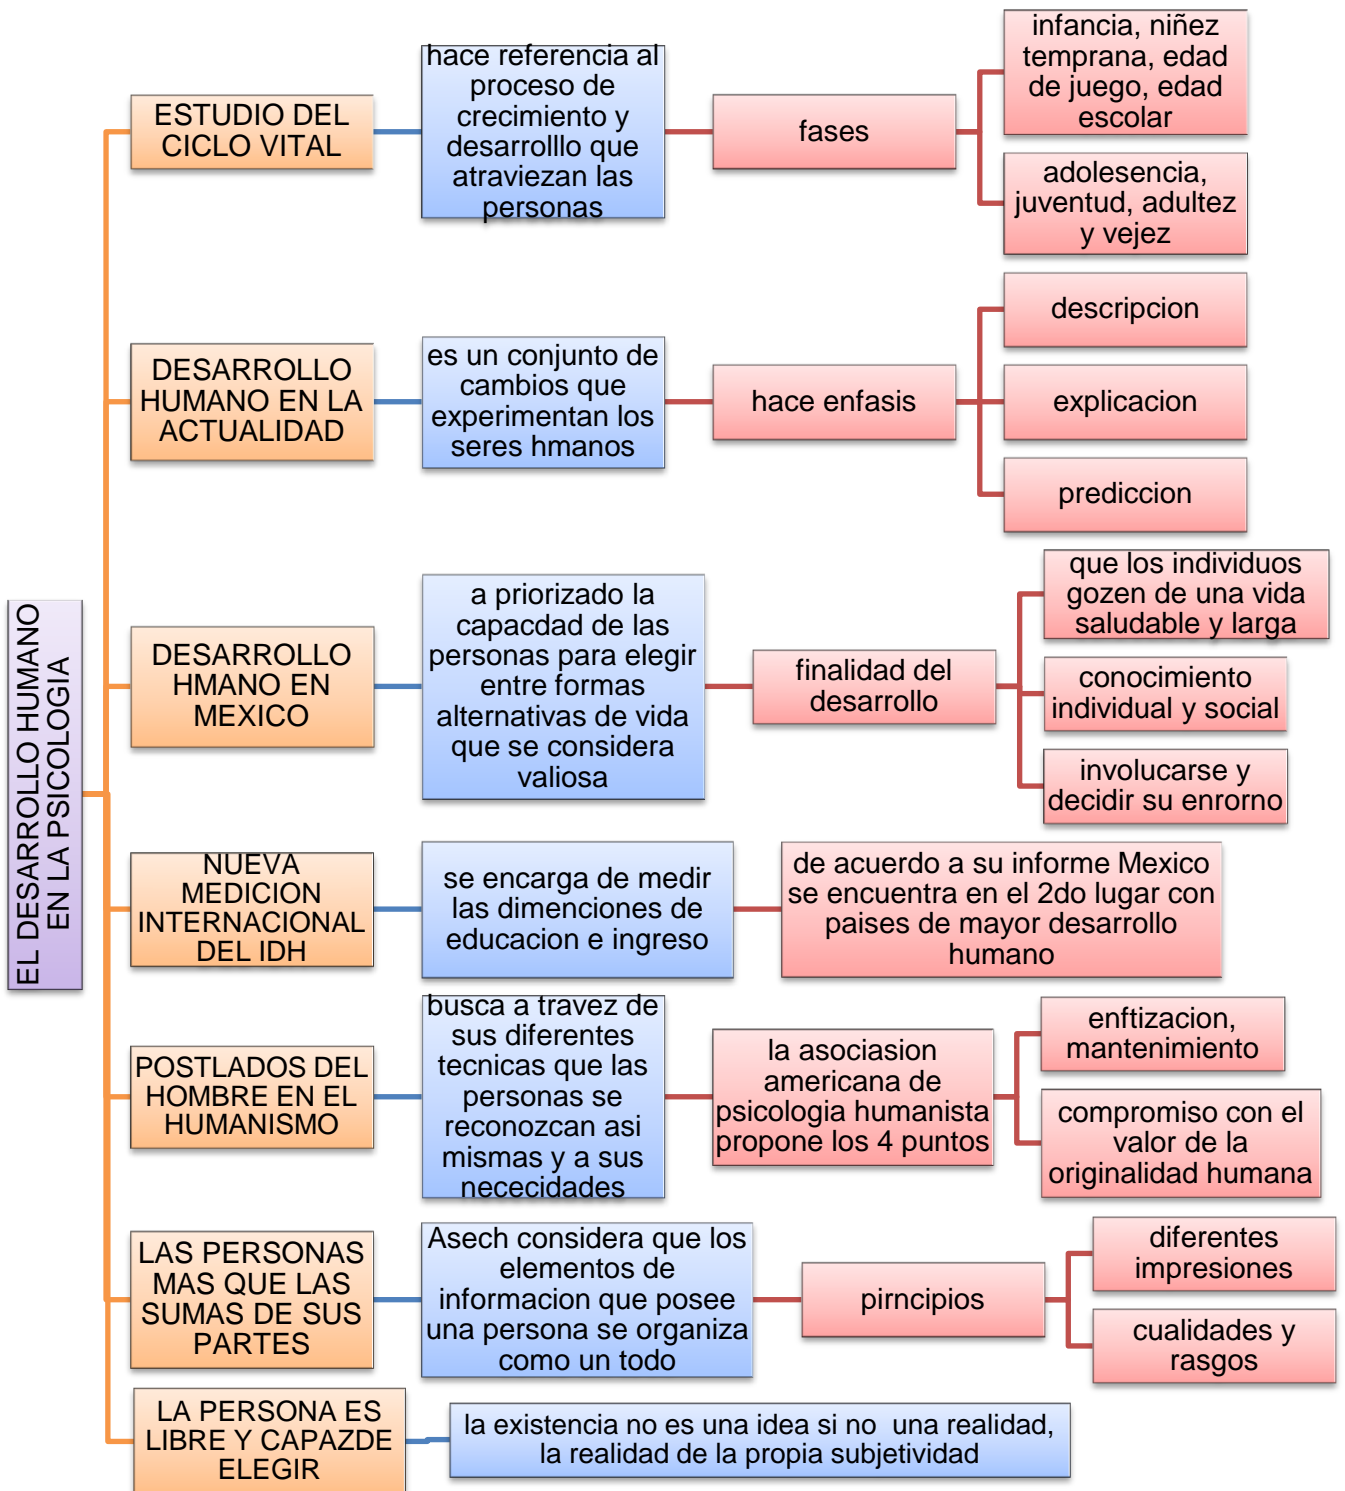 EL DESARROLLO HUMANO
EN LA PSICOLOGIA
ESTUDIO DEL
CICLO VITAL
hace referencia al
proceso de
crecimiento y
desarrolllo que
atraviezan las
personas
fases
infancia, niñez
temprana, edad
de juego, edad
escolar
adolesencia,
juventud, adultez
y vejez
DESARROLLO
HUMANO EN LA
ACTUALIDAD
es un conjunto de
cambios que
experimentan los
seres hmanos
hace enfasis
descripcion
explicacion
prediccion
DESARROLLO
HMANO EN
MEXICO
a priorizado la
capacdad de las
personas para elegir
entre formas
alternativas de vida
que se considera
valiosa
finalidad del
desarrollo
que los individuos
gozen de una vida
saludable y larga
conocimiento
individual y social
involucarse y
decidir su enrorno
NUEVA
MEDICION
INTERNACIONAL
DEL IDH
se encarga de medir
las dimenciones de
educacion e ingreso
de acuerdo a su informe Mexico
se encuentra en el 2do lugar con
paises de mayor desarrollo
humano
POSTLADOS DEL
HOMBRE EN EL
HUMANISMO
busca a travez de
sus diferentes
tecnicas que las
personas se
reconozcan asi
mismas y a sus
nececidades
la asociasion
americana de
psicologia humanista
propone los 4 puntos
enftizacion,
mantenimiento
compromiso con el
valor de la
originalidad humana
LAS PERSONAS
MAS QUE LAS
SUMAS DE SUS
PARTES
Asech considera que los
elementos de
informacion que posee
una persona se organiza
como un todo
pirncipios
diferentes
impresiones
cualidades y
rasgos
LA PERSONA ES
LIBRE Y CAPAZDE
ELEGIR
la existencia no es una idea si no  una realidad,
la realidad de la propia subjetividad